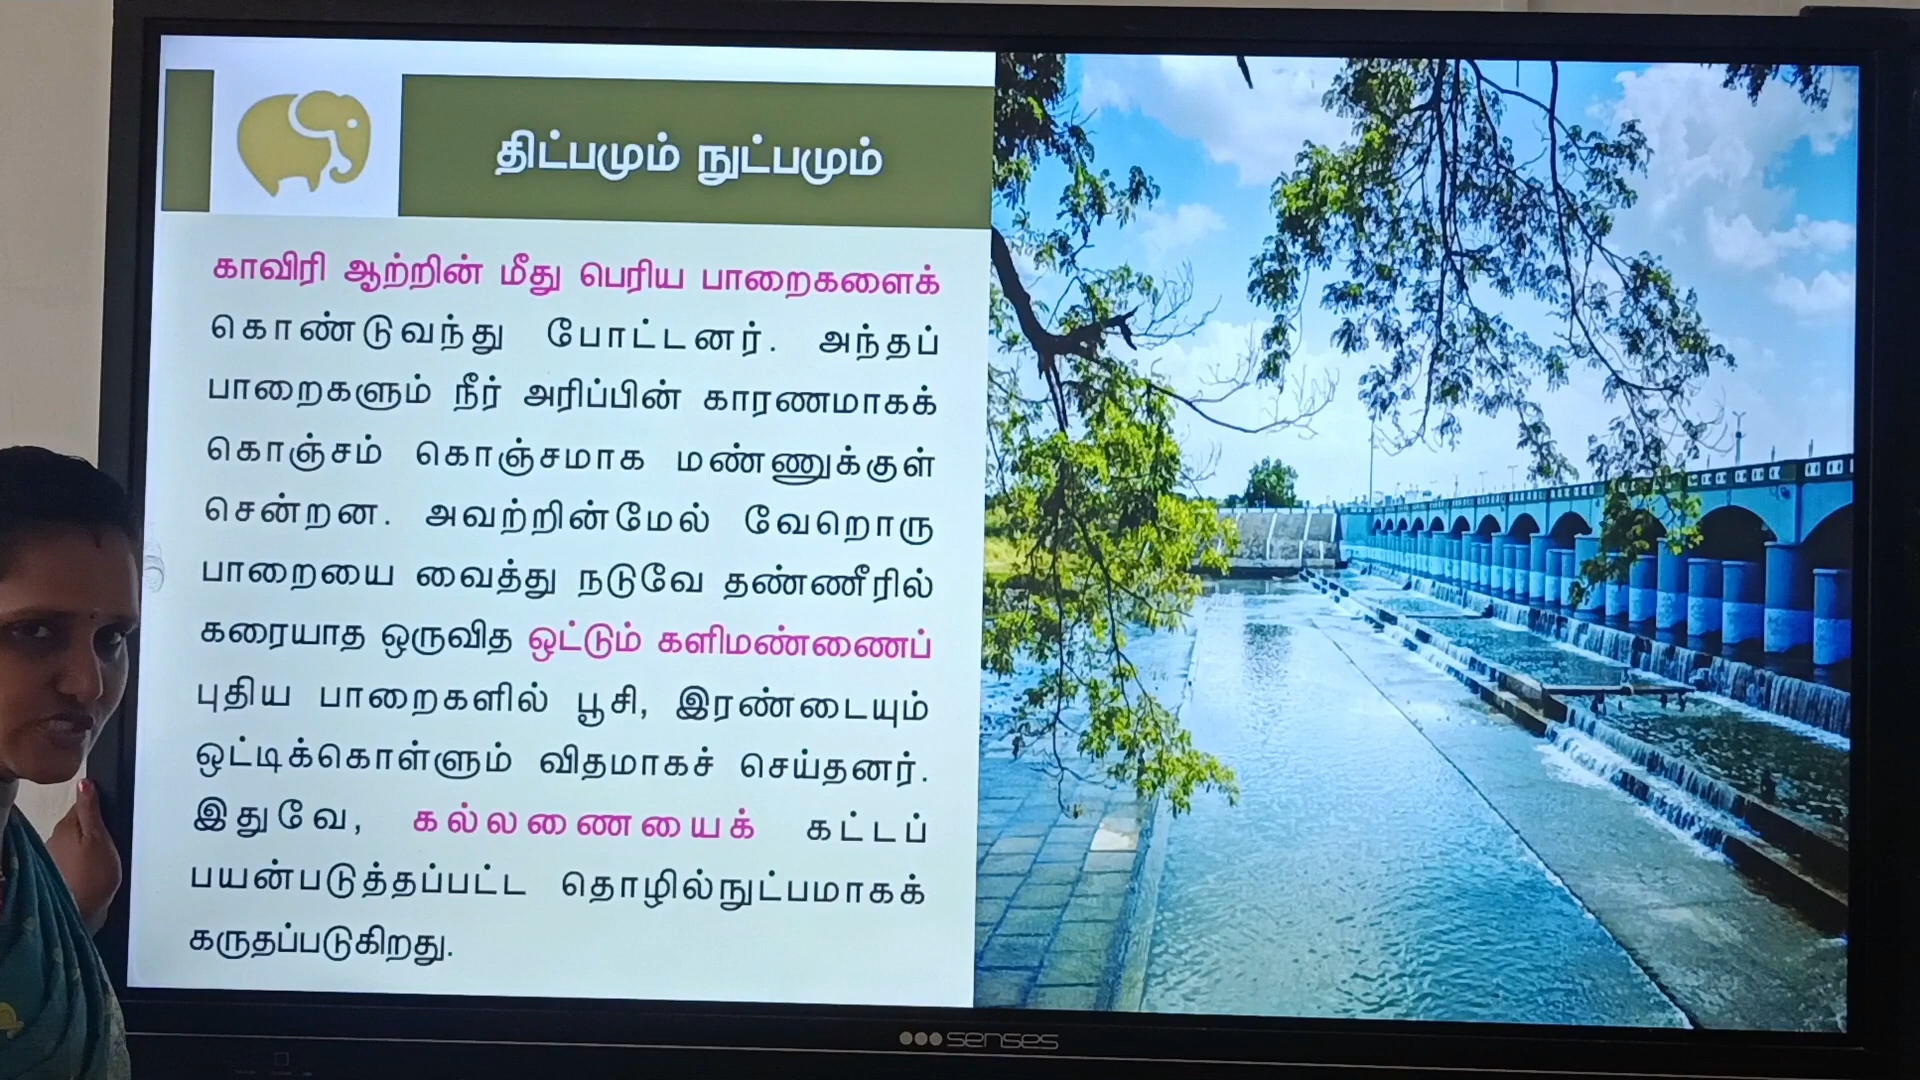 திட்பமும் நுட்பமும்
காவிரி ஆற்றின் மீது பெரிய பாறைகளைக்
கொண்டுவந்து போட்டனர். அந்தப்
பாறைகளும் நீர் அரிப்பின் காரணமாகக்
கொஞ்சம் கொஞ்சமாக மண்ணுக்குள்
சென்றன. அவற்றின்மேல் வேறொரு
பாறையை வைத்து நடுவே தண்ணீரில்
கரையாத ஒருவித ஒட்டும் களிமண்ணைப்
புதிய பாறைகளில் பூசி, இரண்டையும்
ஒட்டிக்கொள்ளும் விதமாகச் செய்தனர்.
இதுவே, கல்லணையைக் கட்டப்
பயன்படுத்தப்பட்ட தொழில்நுட்பமாகக்
கருதப்படுகிறது.
senses